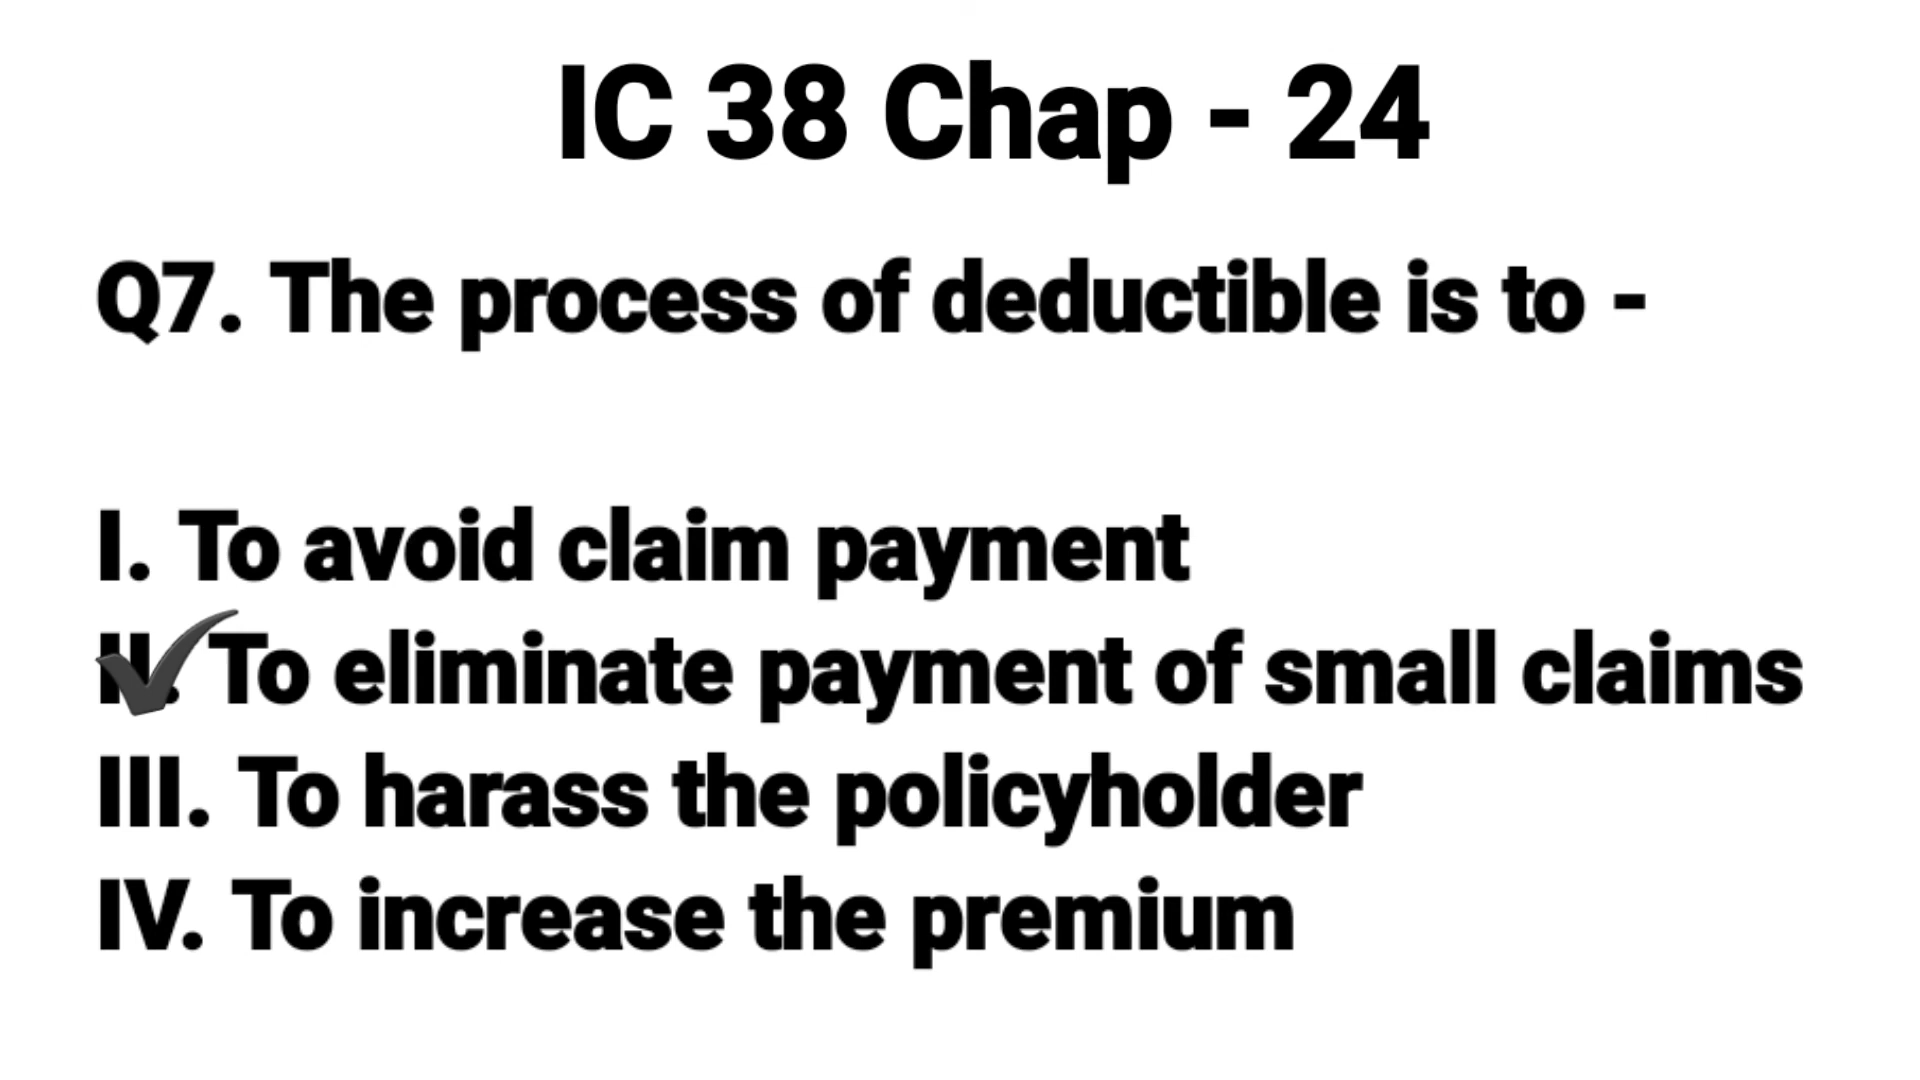 IC 38 Chap - 24
Q7. The process of deductible is to -
I. To avoid claim payment
II. To eliminate payment of small claims
III. To harass the policyholder
IV. To increase the premium